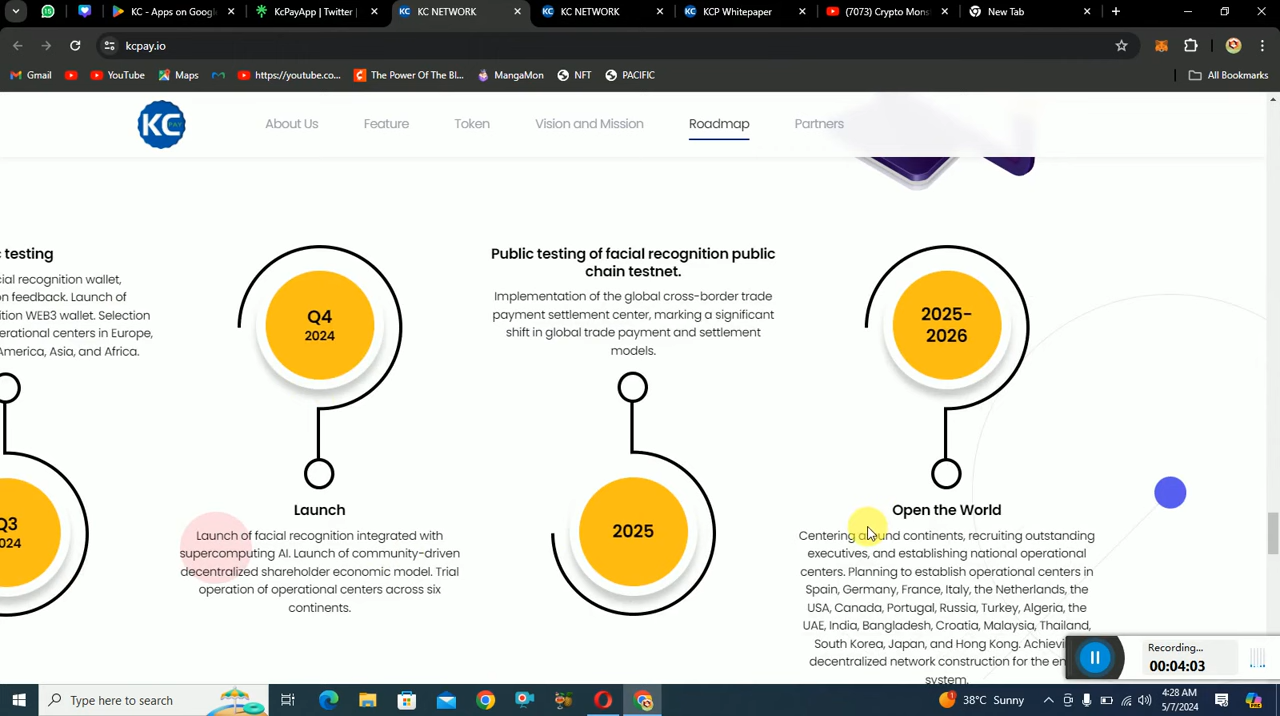 KC - Apps on Google
KcPayApp | Twitter |
KC NETWORK
KC NETWORK
KCP Whitepaper
(7073) Crypto Mons
New Tab
kcpay.io
Gmail
YouTube
Maps
https://youtube.co...
The Power Of The Bl...
MangaMon
NFT
PACIFIC
All Bookmarks
KC
PAY
About Us
Feature
Token
Vision and Mission
Roadmap
Partners
testing
recognition wallet,
on feedback. Launch of
WEB3 wallet. Selection
centers in Europe,
America, Asia, and Africa.
Q3
2024
Q4
2024
Launch
Launch of facial recognition integrated with
supercomputing AI. Launch of community-driven
decentralized shareholder economic model. Trial
operation of operational centers across six
continents.
Public testing of facial recognition public
chain testnet.
Implementation of the global cross-border trade
payment settlement center, marking a significant
shift in global trade payment and settlement
models.
2025
2025-
2026
Open the World
Centering around continents, recruiting outstanding
executives, and establishing national operational
centers. Planning to establish operational centers in
Spain, Germany, France, Italy, the Netherlands, the
USA, Canada, Portugal, Russia, Turkey, Algeria, the
UAE, India, Bangladesh, Croatia, Malaysia, Thailand,
South Korea, Japan, and Hong Kong.
decentralized network construction for the
system.
Recording...
00:04:03
Type here to search
38°C Sunny
4:28 AM
5/7/2024